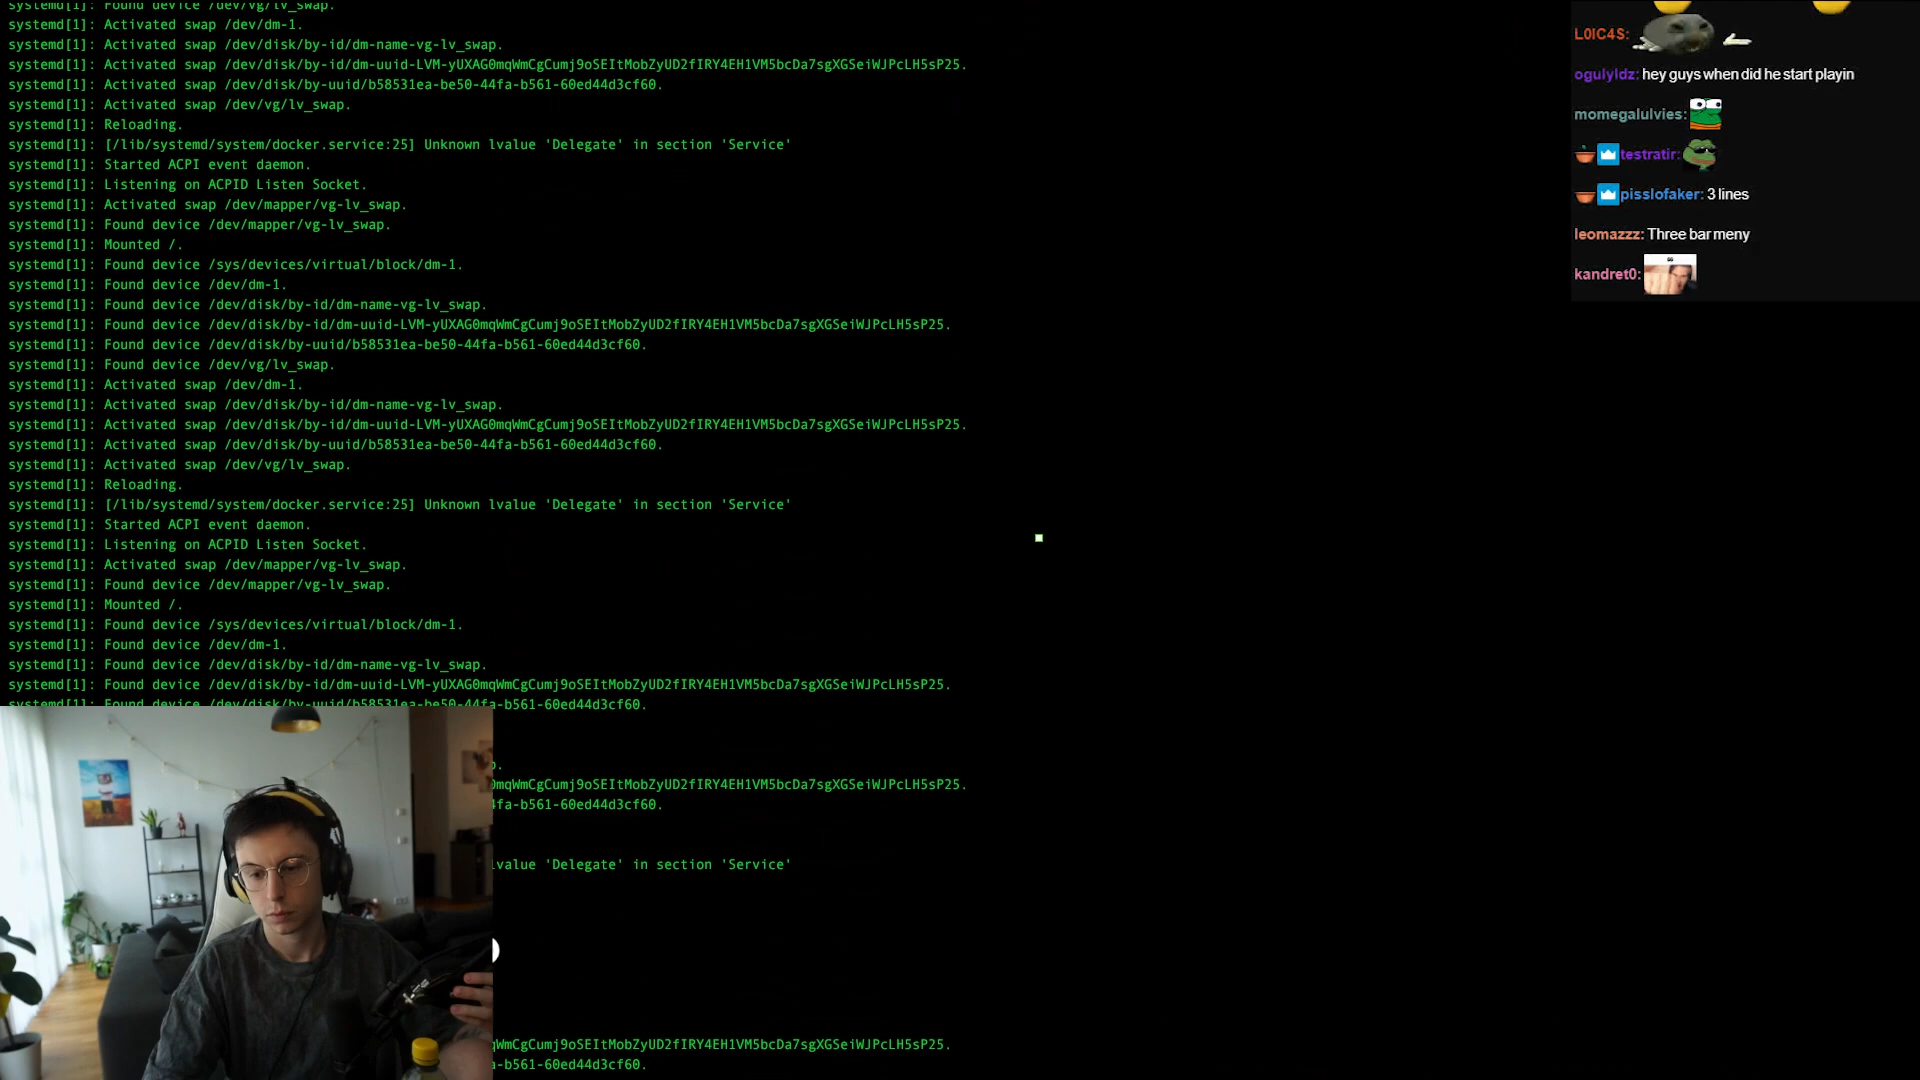 systemd[1]: Found device /dev/vg/lv_swap.
systemd[1]: Activated swap /dev/dm-1.
systemd[1]: Activated swap /dev/disk/by-id/dm-name-vg-lv_swap.
systemd[1]: Activated swap /dev/disk/by-id/dm-uuid-LVM-yUXAG0mqWmCgCumj9oSEItMobZyUD2fIRY4EH1VM5bcDa7sgXGSeiWJPcLH5sP25.
systemd[1]: Activated swap /dev/disk/by-uuid/b58531ea-be50-44fa-b561-60ed44d3cf60.
systemd[1]: Activated swap /dev/vg/lv_swap.
systemd[1]: Reloading.
systemd[1]: [/lib/systemd/system/docker.service:25] Unknown lvalue 'Delegate' in section 'Service'
systemd[1]: Started ACPI event daemon.
systemd[1]: Listening on ACPID Listen Socket.
systemd[1]: Activated swap /dev/mapper/vg-lv_swap.
systemd[1]: Found device /dev/mapper/vg-lv_swap.
systemd[1]: Mounted /.
systemd[1]: Found device /sys/devices/virtual/block/dm-1.
systemd[1]: Found device /dev/dm-1.
systemd[1]: Found device /dev/disk/by-id/dm-name-vg-lv_swap.
systemd[1]: Found device /dev/disk/by-id/dm-uuid-LVM-yUXAG0mqWmCgCumj9oSEItMobZyUD2fIRY4EH1VM5bcDa7sgXGSeiWJPcLH5sP25.
systemd[1]: Found device /dev/disk/by-uuid/b58531ea-be50-44fa-b561-60ed44d3cf60.
systemd[1]: Found device /dev/vg/lv_swap.
systemd[1]: Activated swap /dev/dm-1.
systemd[1]: Activated swap /dev/disk/by-id/dm-name-vg-lv_swap.
systemd[1]: Activated swap /dev/disk/by-id/dm-uuid-LVM-yUXAG0mqWmCgCumj9oSEItMobZyUD2fIRY4EH1VM5bcDa7sgXGSeiWJPcLH5sP25.
systemd[1]: Activated swap /dev/disk/by-uuid/b58531ea-be50-44fa-b561-60ed44d3cf60.
systemd[1]: Activated swap /dev/vg/lv_swap.
systemd[1]: Reloading.
systemd[1]: [/lib/systemd/system/docker.service:25] Unknown lvalue 'Delegate' in section 'Service'
systemd[1]: Started ACPI event daemon.
systemd[1]: Listening on ACPID Listen Socket.
systemd[1]: Activated swap /dev/mapper/vg-lv_swap.
systemd[1]: Found device /dev/mapper/vg-lv_swap.
systemd[1]: Mounted /.
systemd[1]: Found device /sys/devices/virtual/block/dm-1.
systemd[1]: Found device /dev/dm-1.
systemd[1]: Found device /dev/disk/by-id/dm-name-vg-lv_swap.
systemd[1]: Found device /dev/disk/by-id/dm-uuid-LVM-yUXAG0mqWmCgCumj9oSEItMobZyUD2fIRY4EH1VM5bcDa7sgXGSeiWJPcLH5sP25.
systemd[1]: Found device /dev/disk/by-uuid/b58531ea-be50-44fa-b561-60ed44d3cf60.
mqWmCgCumj9oSEItMobZyUD2fIRY4EH1VM5bcDa7sgXGSeiWJPcLH5sP25.
4fa-b561-60ed44d3cf60.
lvalue 'Delegate' in section 'Service'
qWmCgCumj9oSEItMobZyUD2fIRY4EH1VM5bcDa7sgXGSeiWJPcLH5sP25.
a-b561-60ed44d3cf60.
L0IC4S:
ogulyldz: hey guys when did he start playin
momegalulvies:
testratir:
pisslofaker: 3 lines
leomazzz: Three bar meny
kandret0: